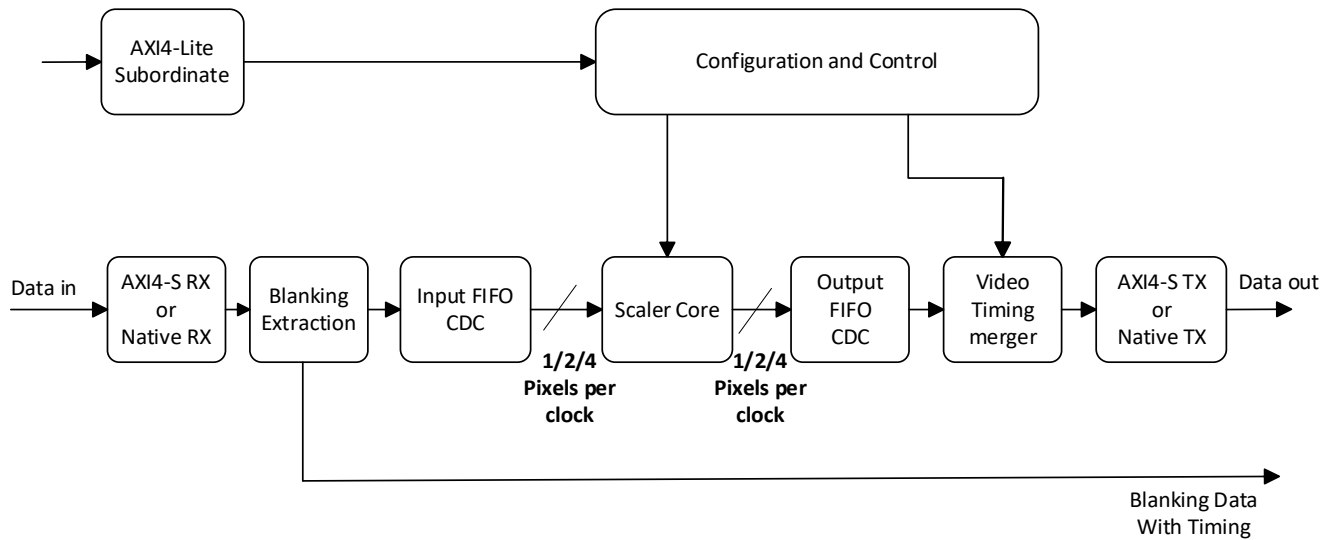 AXI4-Lite
Subordinate
Configuration and Control
Data in
AXI4-S RX
or
Native RX
Blanking
Extraction
Input FIFO
CDC
Scaler Core
Output
FIFO
CDC
Video
Timing
merger
AXI4-S TX
or
Native TX
Data out
1/2/4
Pixels per
clock
1/2/4
Pixels per
clock
Blanking Data
With Timing